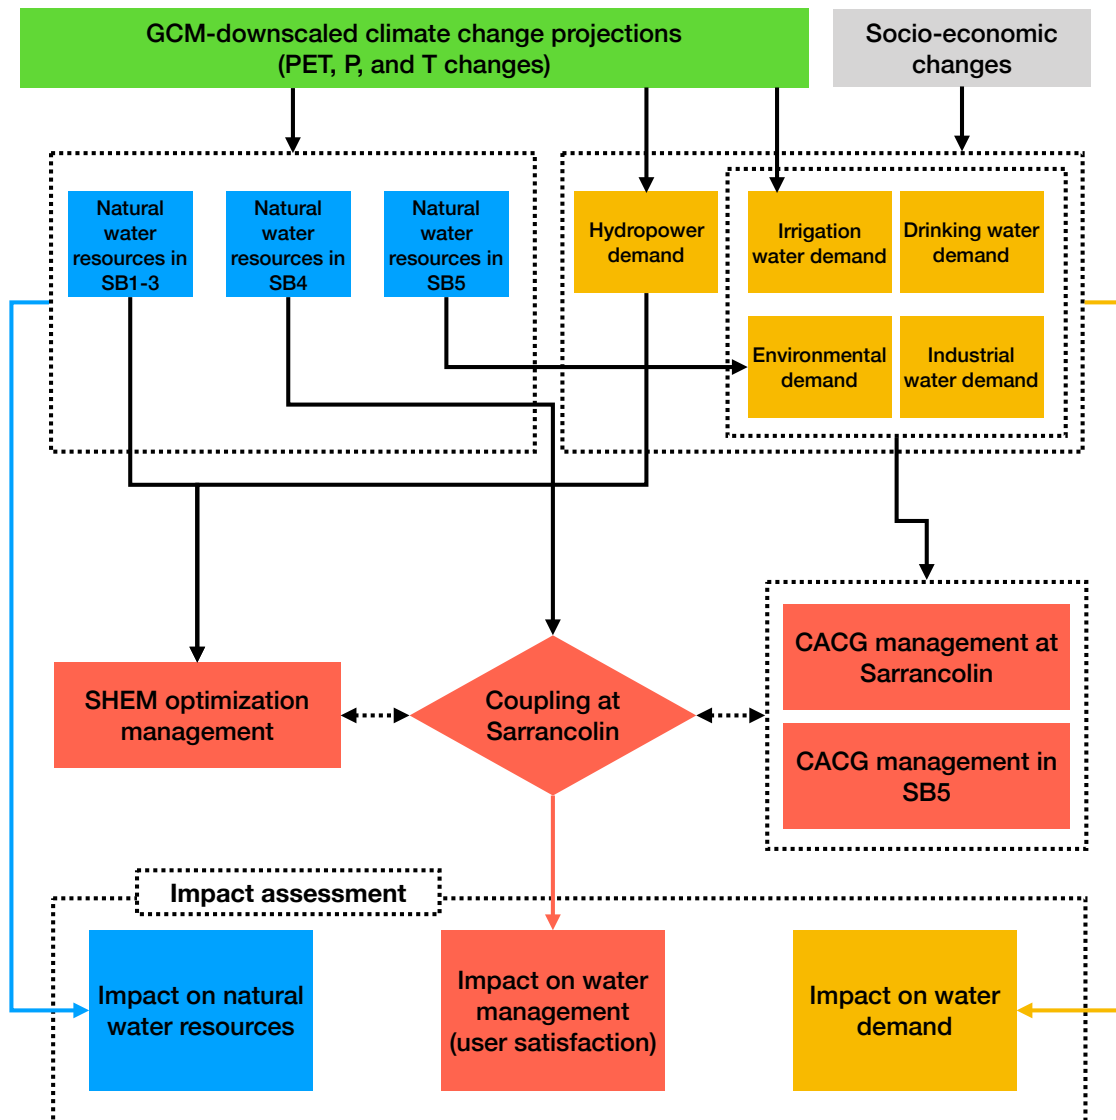 GCM-downscaled climate change projections
(PET, P, and T changes)
Socio-economic
changes
Natural
water
resources in
SB1-3
Natural
water
resources in
SB4
Natural
water
resources in
SB5
Hydropower
demand
Irrigation
water demand
Drinking water
demand
Environmental
demand
Industrial
water demand
SHEM optimization
management
Coupling at
Sarrancolin
CACG management at
Sarrancolin
CACG management in
SB5
Impact assessment
Impact on natural
water resources
Impact on water
management
(user satisfaction)
Impact on water
demand